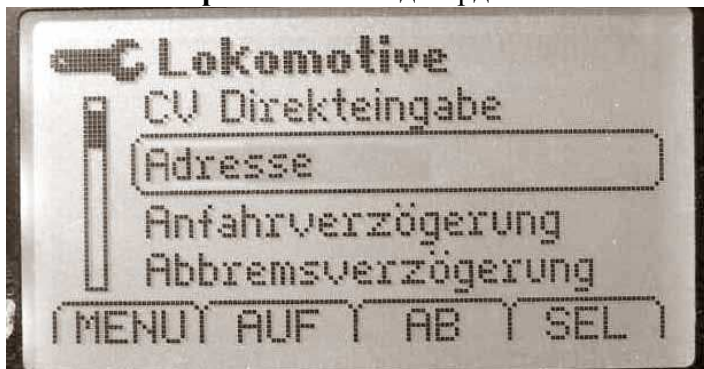 Lokomotive
CV Direkteingabe
Adresse
Anfahrverzögerung
Abbremsverzögerung
MENU AUF AB SEL